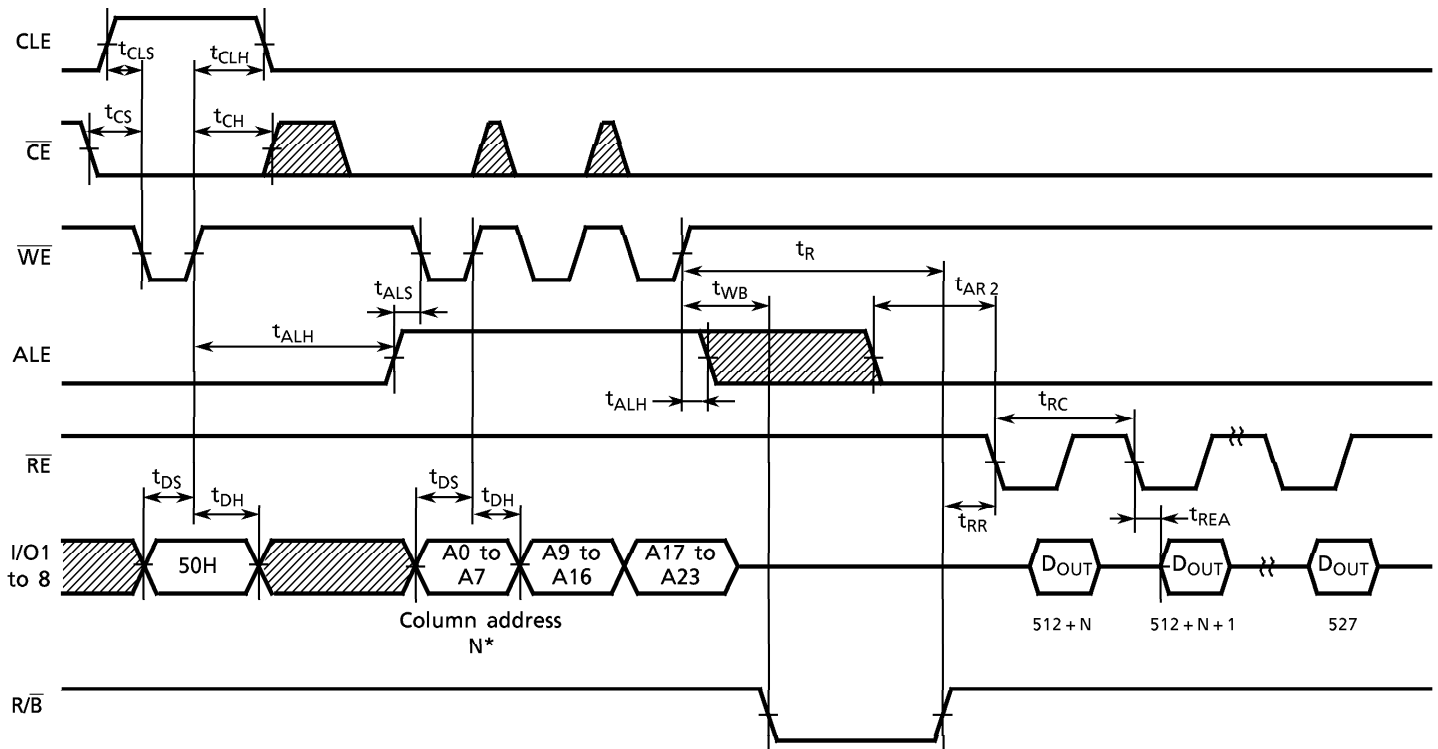 CLE
tCLS
tCLH
CE
tCS
tCH
WE
tR
tALS
tWB
tAR 2
ALE
tALH
tALH
tRC
RE
tDS
tDH
tDS
tDH
tRR
tREA
I/O1
to 8
50H
A0 to
A7
A9 to
A16
A17 to
A23
DOUT
DOUT
DOUT
Column address
N*
512 + N
512 + N + 1
527
R/B